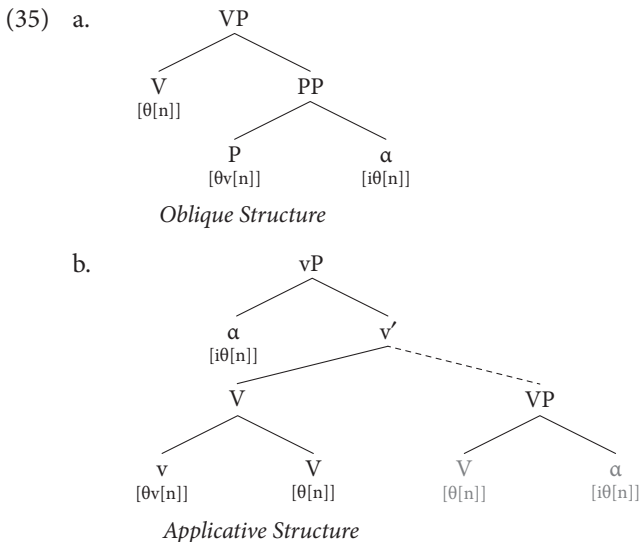 (35) a.
VP
V PP
[θ[n]]
P α
[θv[n]] [iθ[n]]
Oblique Structure
b.
vP
α v′
[iθ[n]]
V VP
v V V α
[θv[n]] [θ[n]] [θ[n]] [iθ[n]]
Applicative Structure